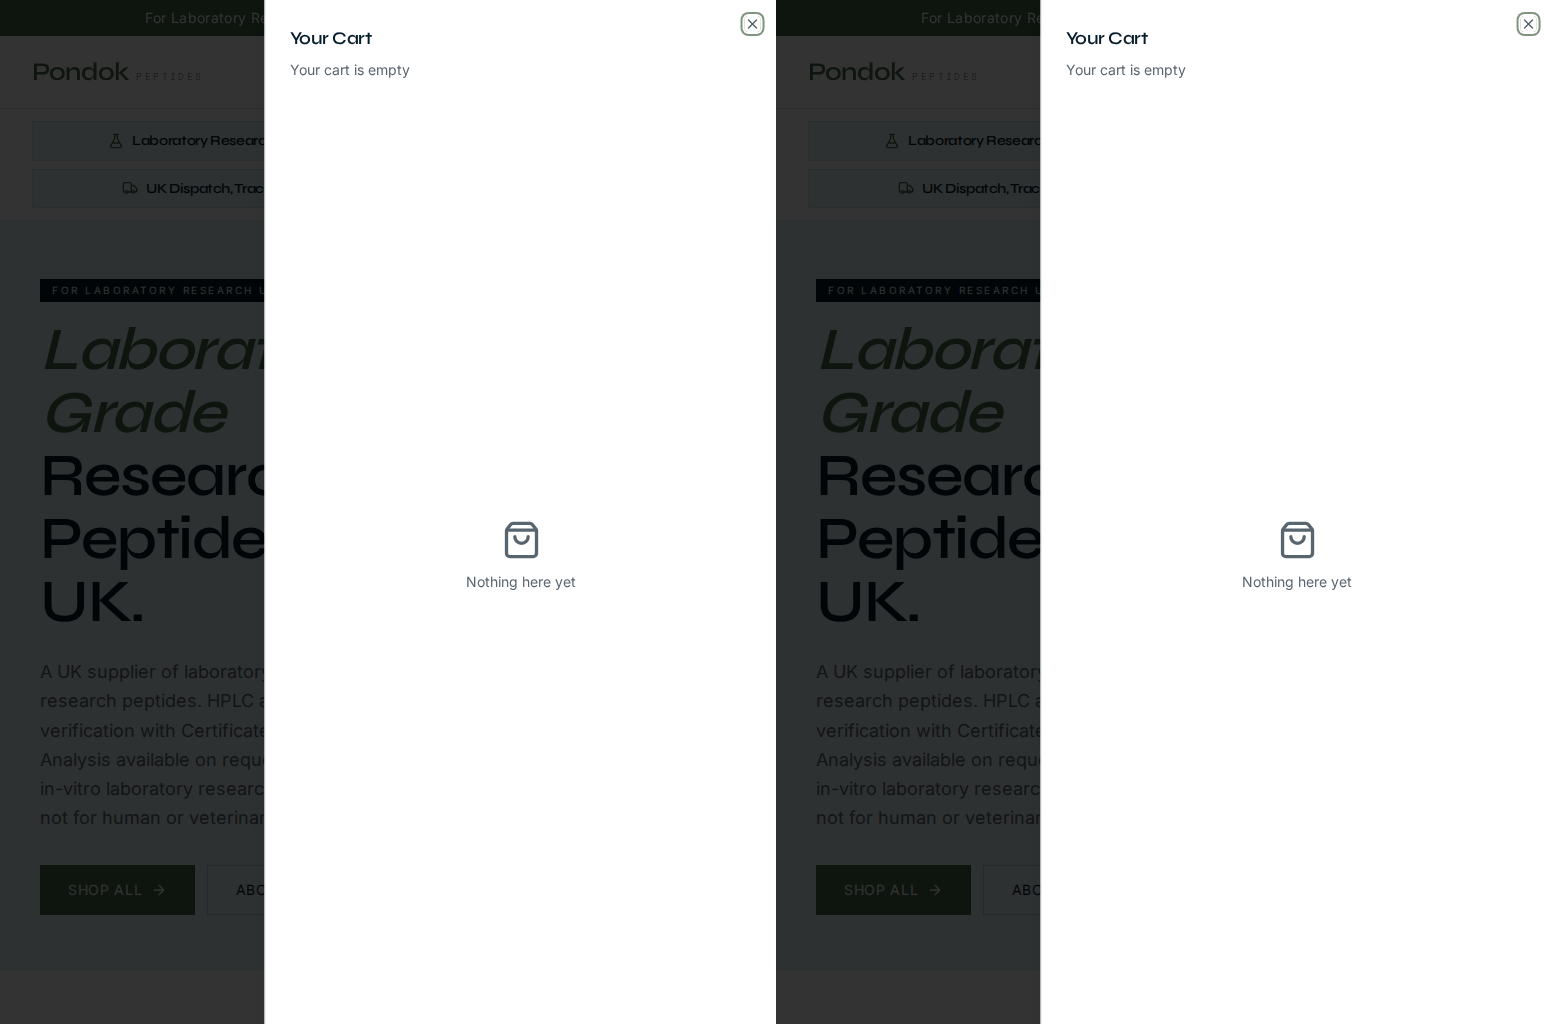 For Laboratory Re
Pondok PEPTIDES
Laboratory Researc
UK Dispatch, Trac
FOR LABORATORY RESEARCH U
Laborat
Grade
Researc
Peptide
UK.
A UK supplier of laboratory
research peptides. HPLC a
verification with Certificate
Analysis available on reque
in-vitro laboratory researc
not for human or veterinar
SHOP ALL
ABO
Your Cart
Your cart is empty
Nothing here yet
For Laboratory Re
Pondok PEPTIDES
Laboratory Researc
UK Dispatch, Trac
FOR LABORATORY RESEARCH U
Laborat
Grade
Researc
Peptide
UK.
A UK supplier of laboratory
research peptides. HPLC a
verification with Certificate
Analysis available on reque
in-vitro laboratory researc
not for human or veterinar
SHOP ALL
ABO
Your Cart
Your cart is empty
Nothing here yet